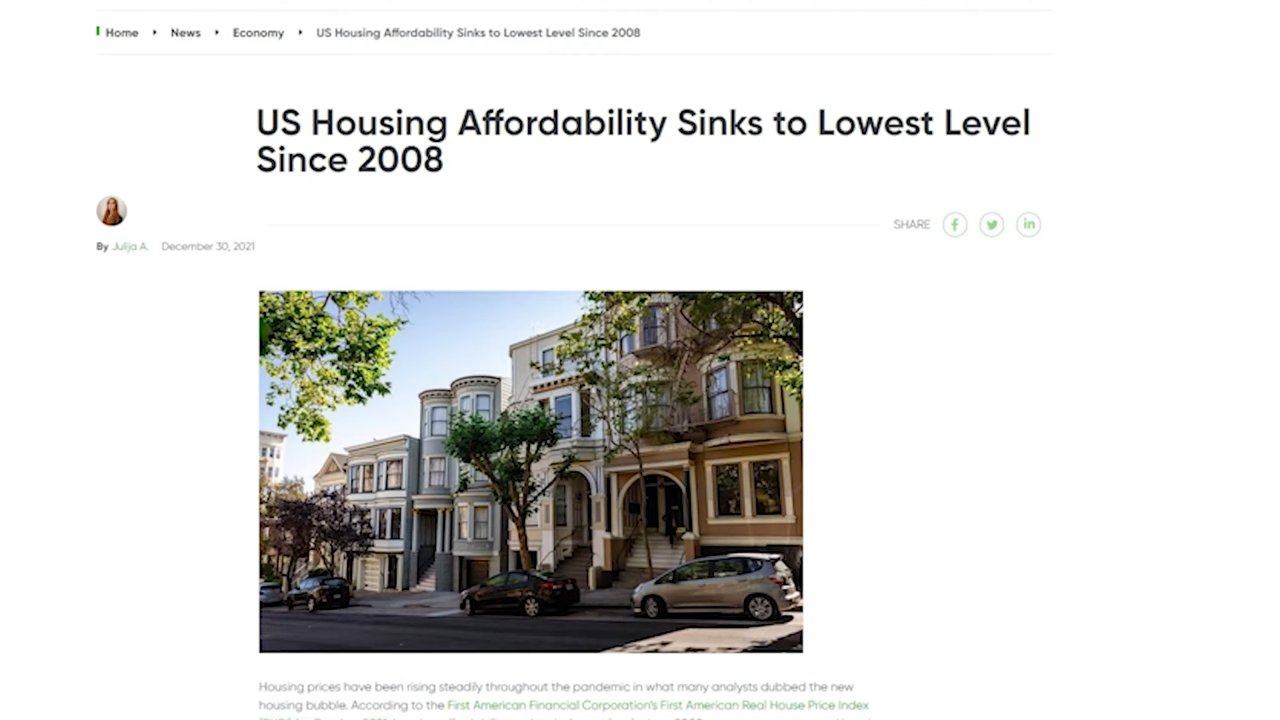 Home News Economy US Housing Affordability Sinks to Lowest Level Since 2008
US Housing Affordability Sinks to Lowest Level
Since 2008
SHARE
By Julija A. December 30, 2021
Housing prices have been rising steadily throughout the pandemic in what many analysts dubbed the new
housing bubble. According to the First American Financial Corporation's First American Real House Price Index